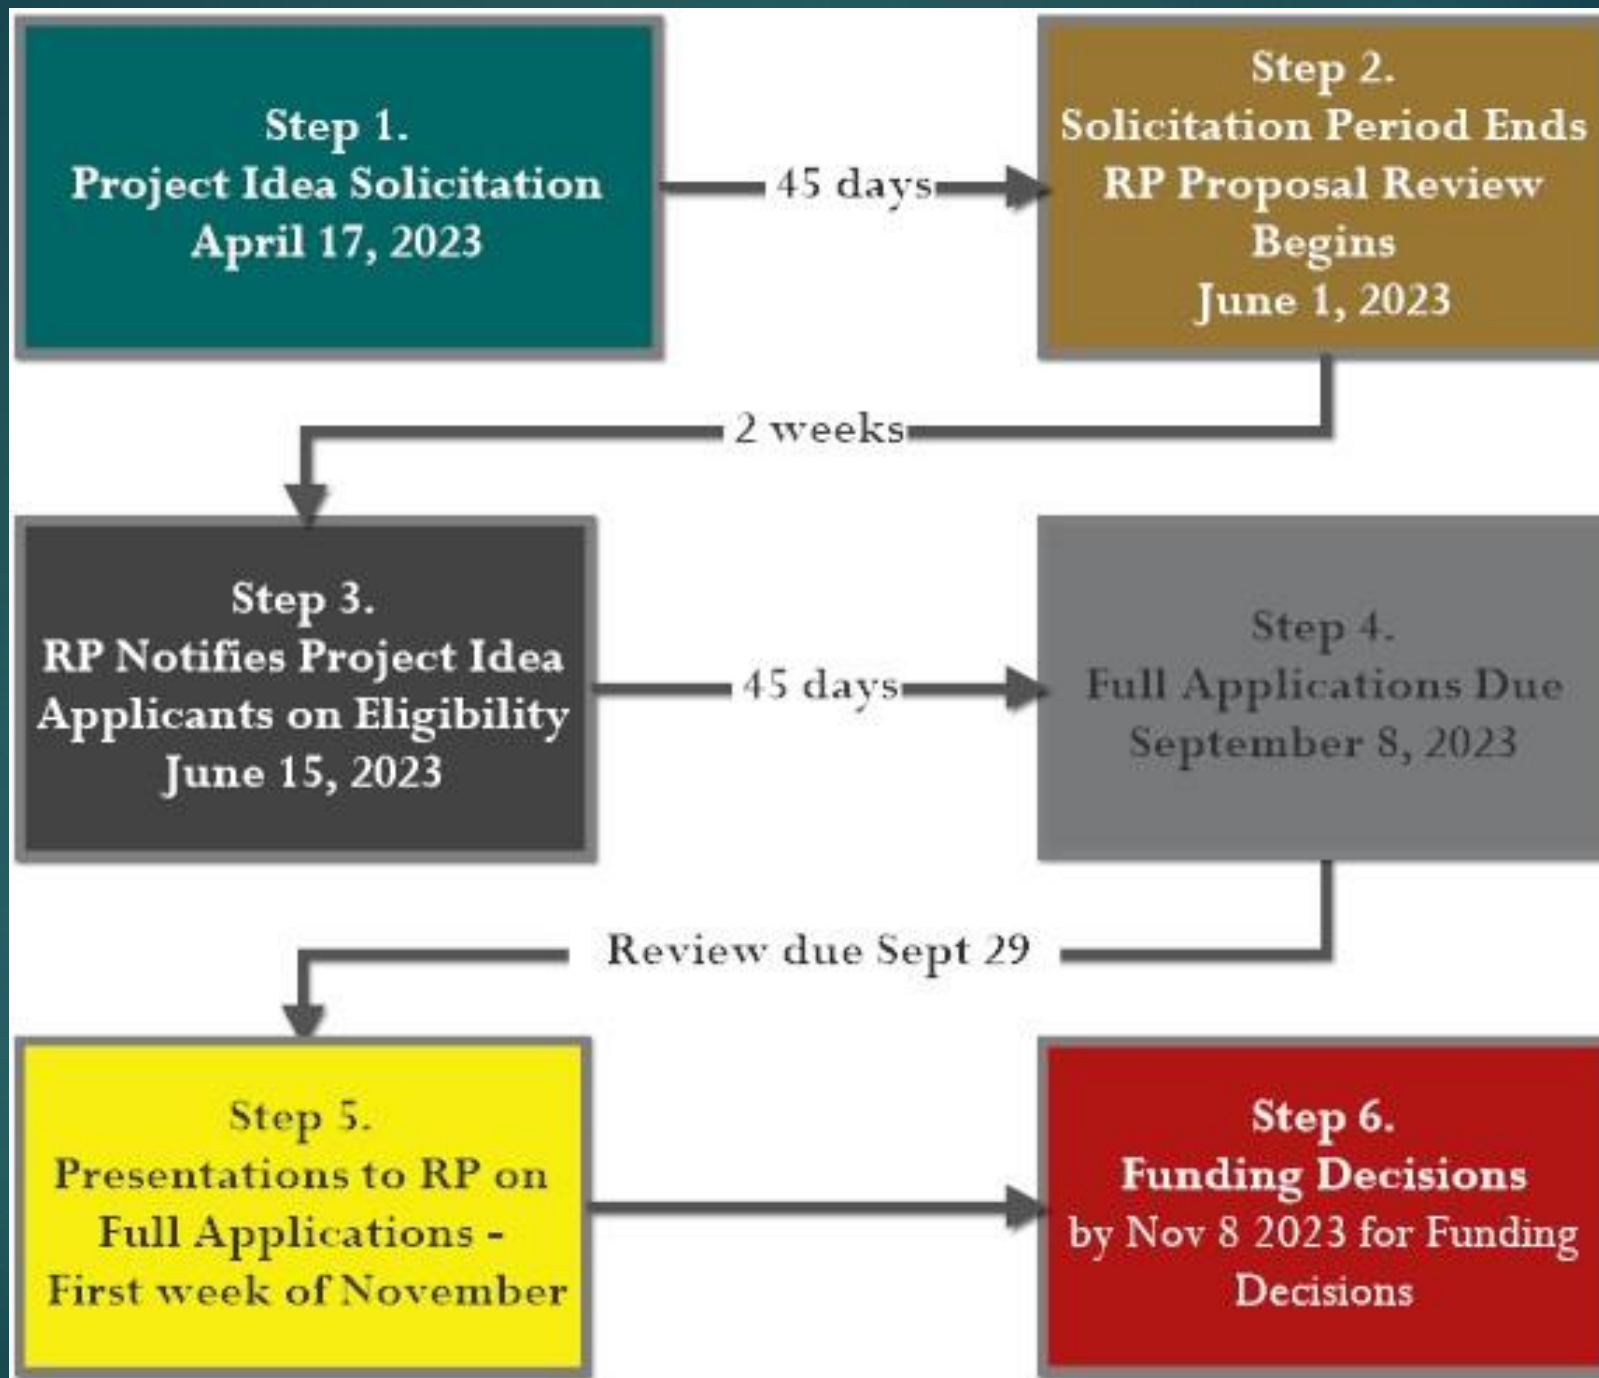 Step 1.
Project Idea Solicitation
April 17, 2023
45 days
Step 2.
Solicitation Period Ends
RP Proposal Review
Begins
June 1, 2023
2 weeks
Step 3.
RP Notifies Project Idea
Applicants on Eligibility
June 15, 2023
45 days
Step 4.
Full Applications Due
September 8, 2023
Review due Sept 29
Step 5.
Presentations to RP on
Full Applications -
First week of November
Step 6.
Funding Decisions
by Nov 8 2023 for Funding
Decisions